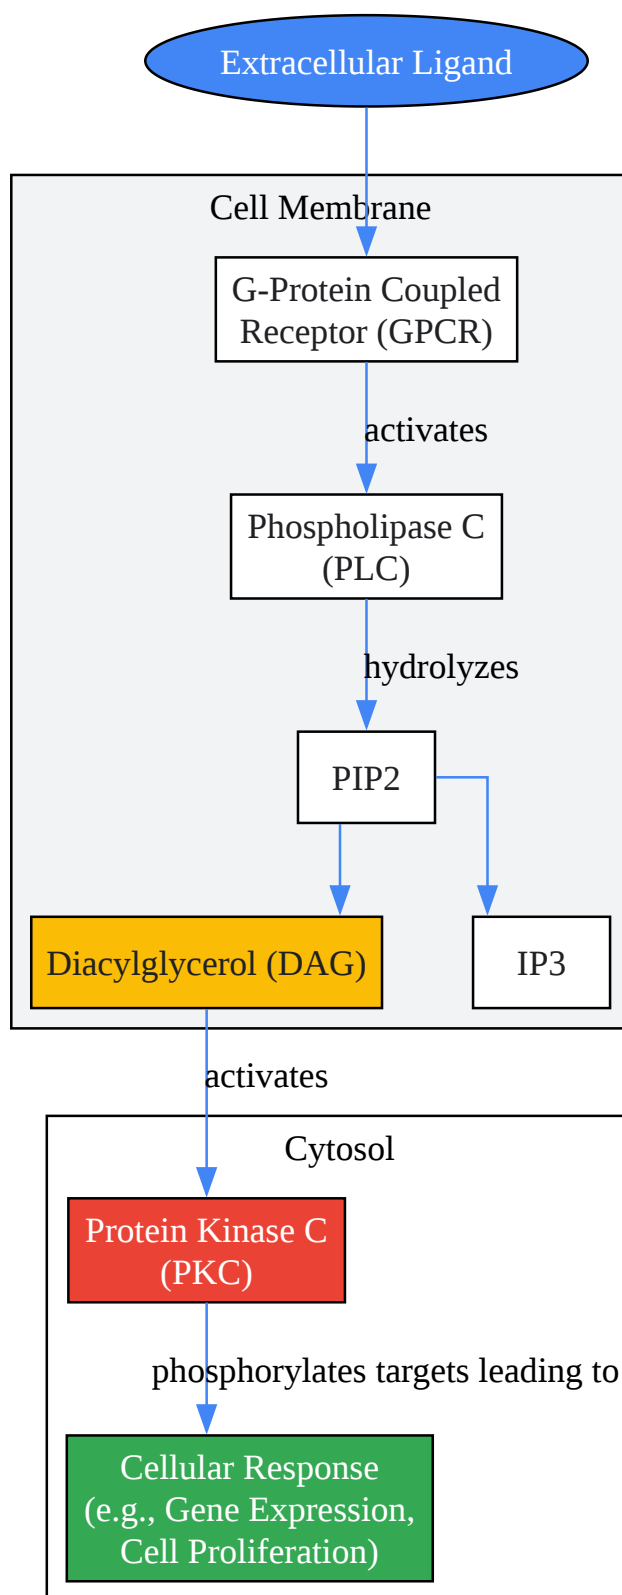 Extracellular Ligand
Cell Membrane
G-Protein Coupled
Receptor (GPCR)
activates
Phospholipase C
(PLC)
hydrolyzes
PIP2
Diacylglycerol (DAG)
IP3
activates
Cytosol
Protein Kinase C
(PKC)
phosphorylates targets leading to
Cellular Response
(e.g., Gene Expression,
Cell Proliferation)